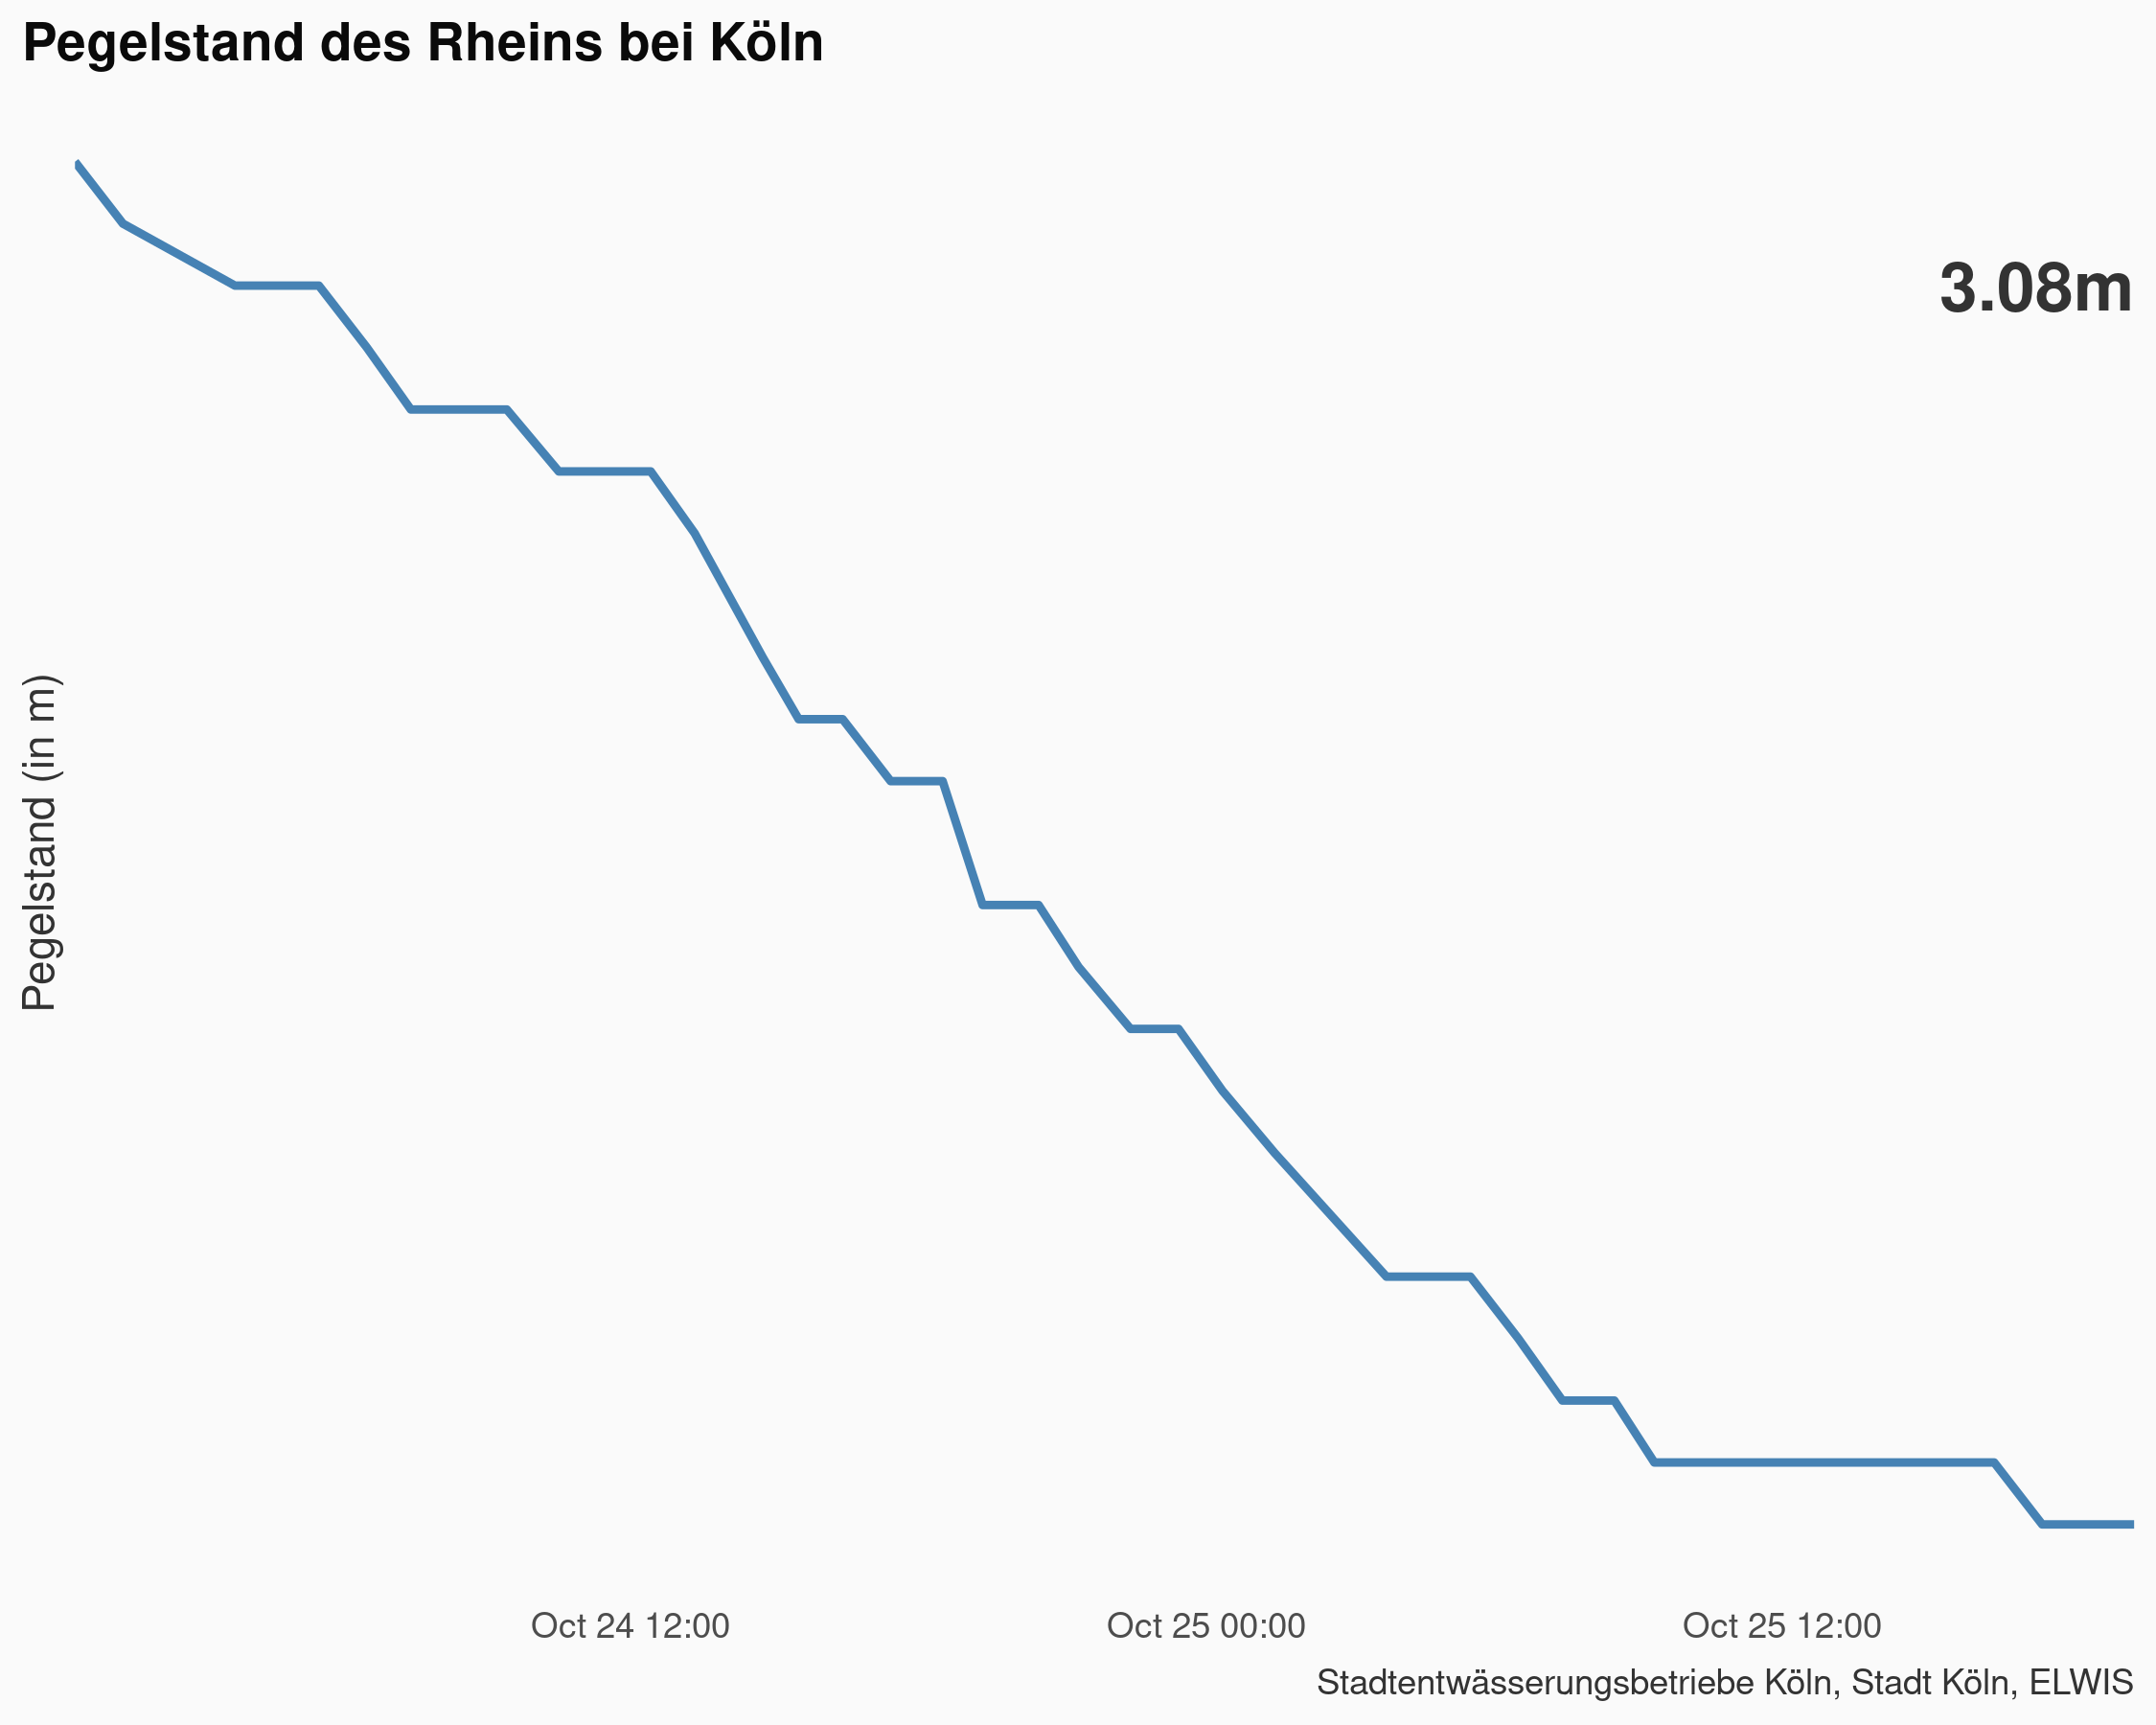 Pegelstand des Rheins bei Köln
3.08m
Pegelstand (in m)
Oct 24 12:00
Oct 25 00:00
Oct 25 12:00
Stadtentwässerungsbetriebe Köln, Stadt Köln, ELWIS